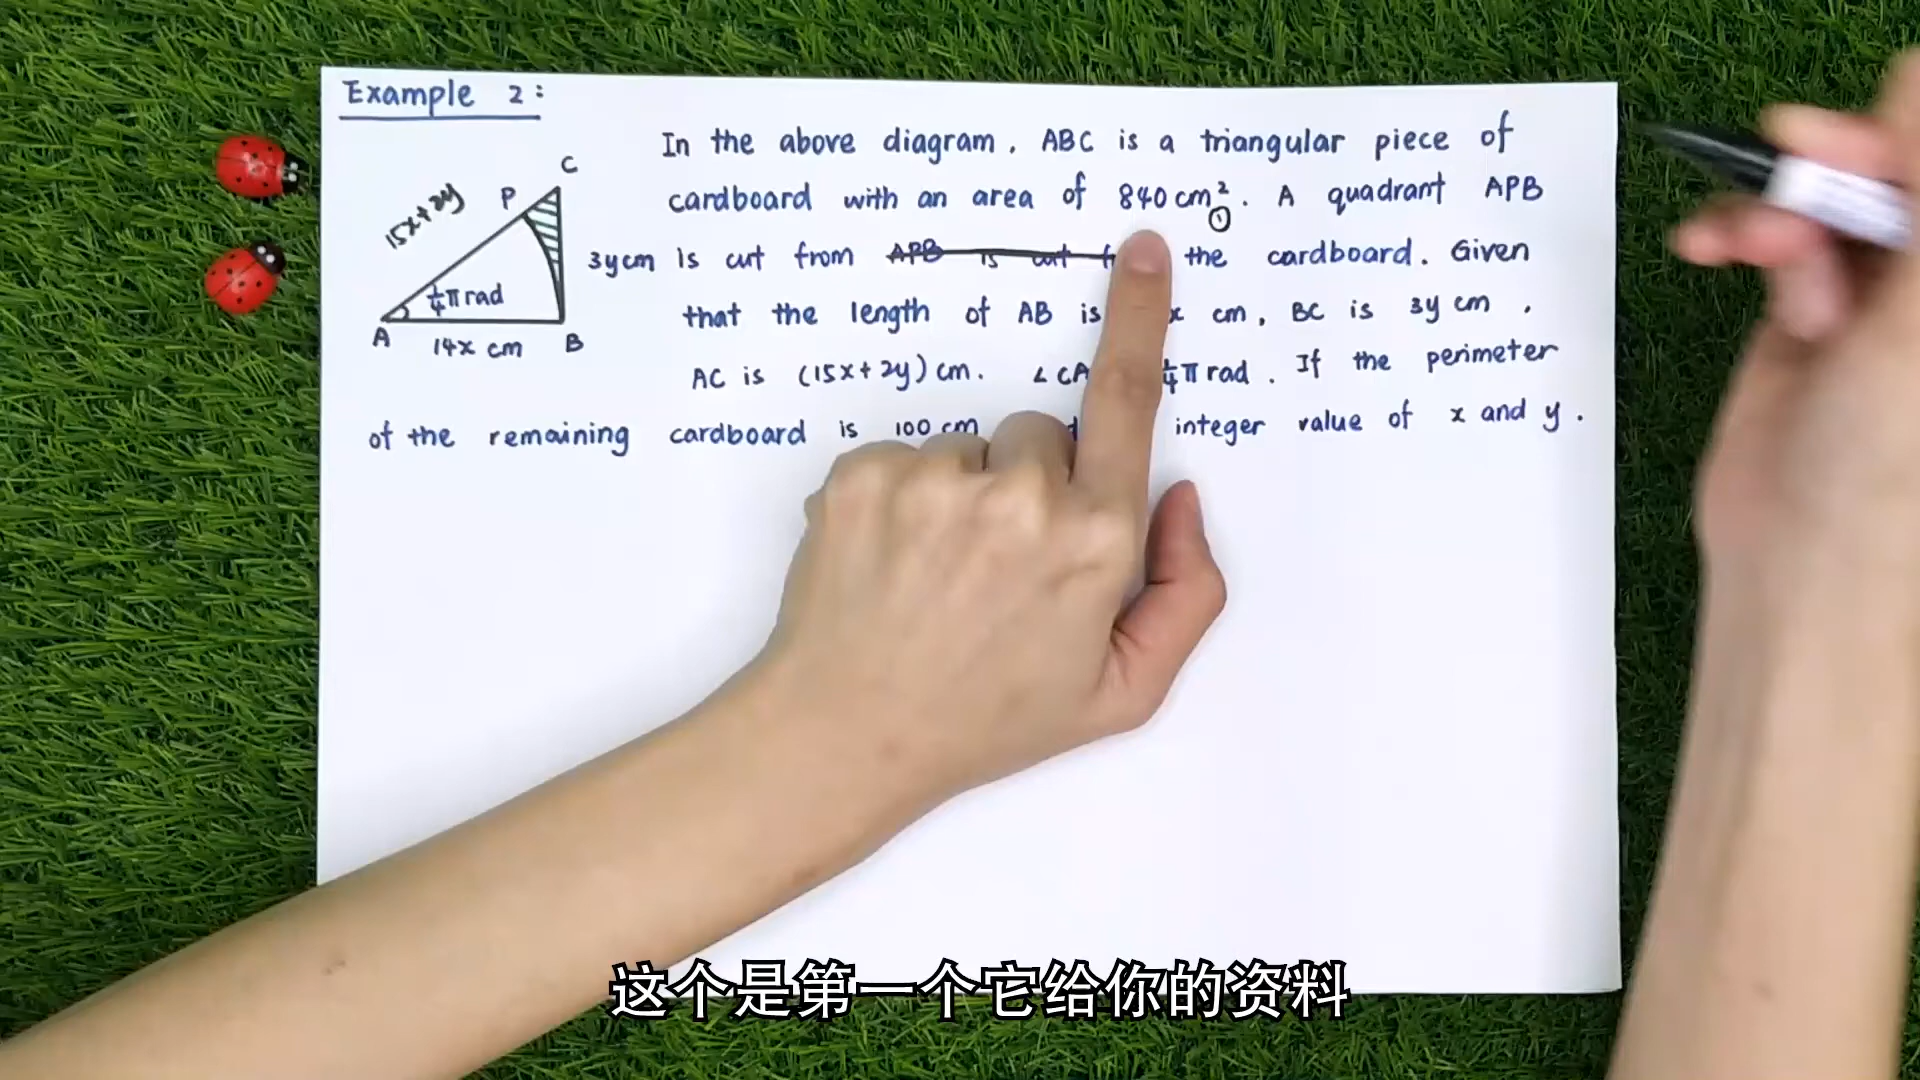 Example 2:
In the above diagram, ABC is a triangular piece of
cardboard with an area of 840 cm². A quadrant APB
①
is cut from APB is cut the cardboard. Given
that the length of AB is x cm, BC is 3y cm,
AC is (15x+2y) cm. ∠CA ¼π rad. If the perimeter
of the remaining cardboard is 100 cm integer value of x and y.
C
P
15x+2y
3y cm
¼π rad
A
14x cm
B
这个是第一个它给你的资料